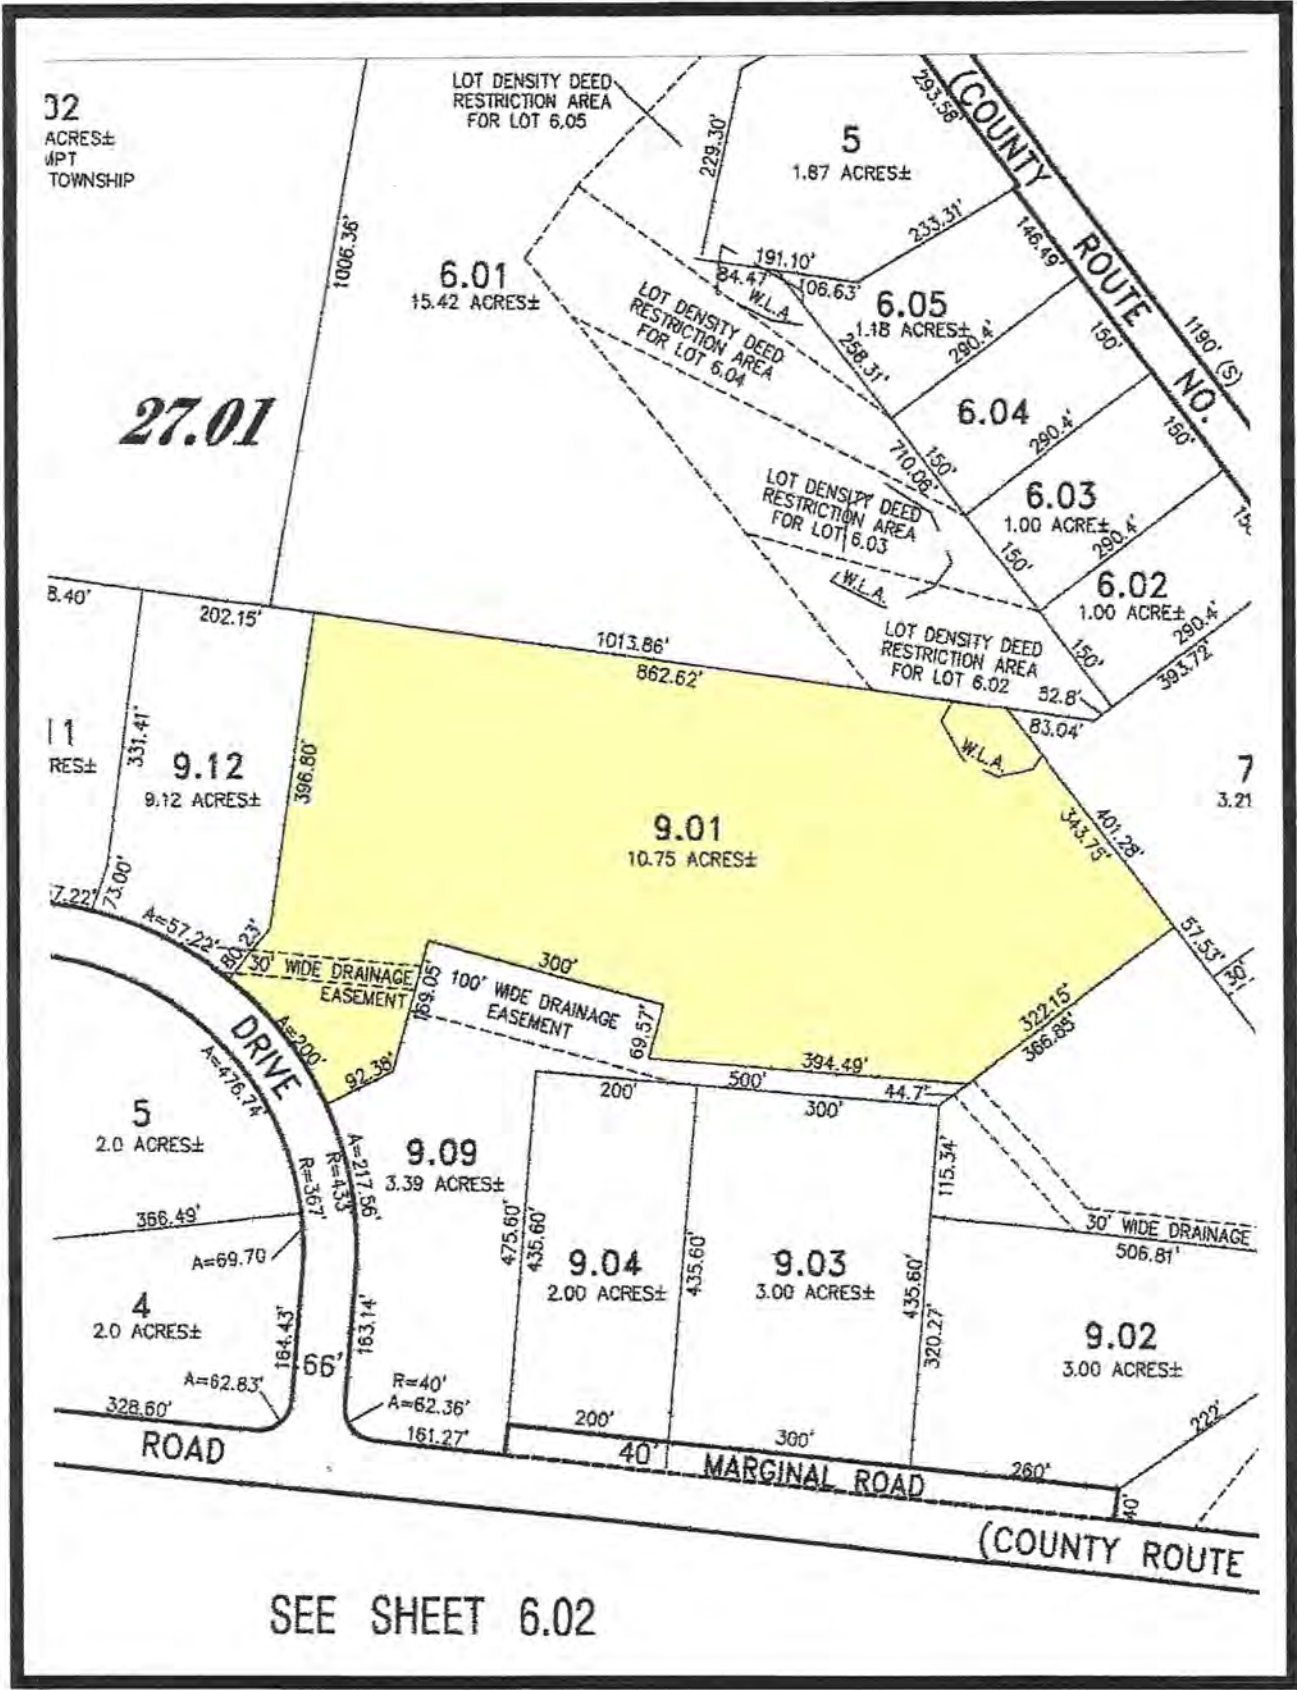 LOT DENSITY DEED
RESTRICTION AREA
FOR LOT 6.05
32
ACRES±
MPT
TOWNSHIP
1006.36'
229.30'
5
1.87 ACRES±
293.58'
(COUNTY ROUTE NO.
1190' (S)
233.31'
146.49'
6.01
15.42 ACRES±
191.10'
84.47'
106.63'
W.L.A.
6.05
1.18 ACRES±
290.4'
150'
LOT DENSITY DEED
RESTRICTION AREA
FOR LOT 6.04
258.31'
27.01
6.04
290.4'
150'
150'
710.06'
LOT DENSITY DEED
RESTRICTION AREA
FOR LOT 6.03
W.L.A.
6.03
1.00 ACRE±
290.4'
150'
6.02
1.00 ACRE±
290.4'
393.72'
150'
LOT DENSITY DEED
RESTRICTION AREA
FOR LOT 6.02
52.8'
83.04'
8.40'
202.15'
1013.86'
862.62'
W.L.A.
11
RES±
331.41'
9.12
9.12 ACRES±
396.80'
9.01
10.75 ACRES±
7
3.21
401.28'
343.75'
7.22'
73.00'
A=57.22'
80.23'
57.53'
30' WIDE DRAINAGE
EASEMENT
169.05'
300'
100' WIDE DRAINAGE
EASEMENT
69.57'
322.15'
366.85'
DRIVE
A=200'
A=476.74'
92.38'
394.49'
200'
500'
300'
44.7'
5
2.0 ACRES±
9.09
3.39 ACRES±
A=217.56'
R=433'
R=367'
115.34'
366.49'
A=69.70
30' WIDE DRAINAGE
506.81'
475.60'
435.60'
9.04
2.00 ACRES±
435.60'
9.03
3.00 ACRES±
435.60'
320.27'
9.02
3.00 ACRES±
4
2.0 ACRES±
164.43'
66'
163.14'
A=62.83'
R=40'
A=62.36'
328.60'
161.27'
200'
300'
260'
222'
ROAD
40'
MARGINAL ROAD
40'
(COUNTY ROUTE
SEE SHEET 6.02